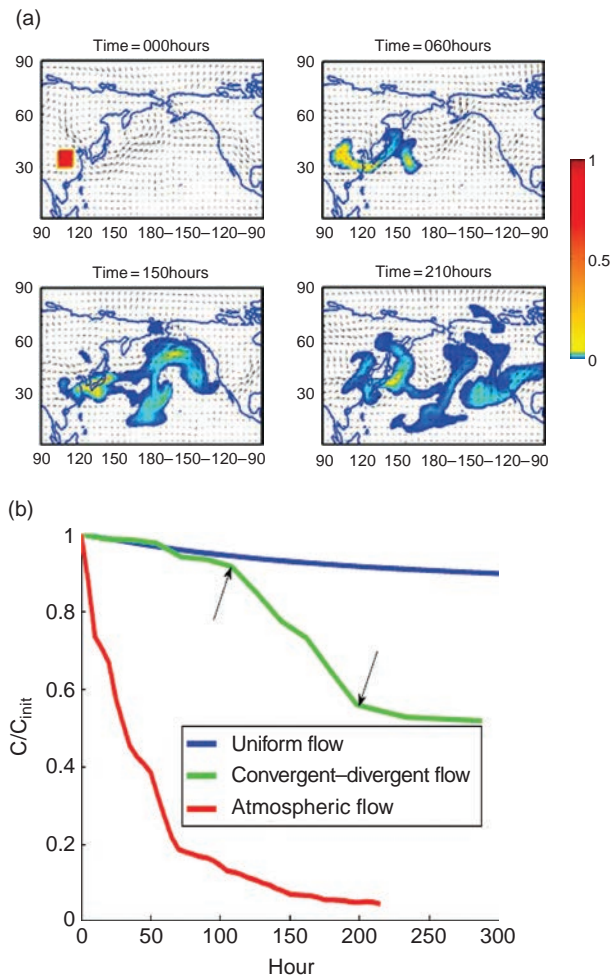 (a)
Time = 000hours
Time = 060hours
90
60
30
90 120 150 180–150–120–90
90
60
30
90 120 150 180–150–120–90
1
0.5
0
Time = 150hours
Time = 210hours
90
60
30
90 120 150 180–150–120–90
90
60
30
90 120 150 180–150–120–90
(b)
1
0.8
0.6
0.4
0.2
0
C/Cinit
Uniform flow
Convergent–divergent flow
Atmospheric flow
0 50 100 150 200 250 300
Hour